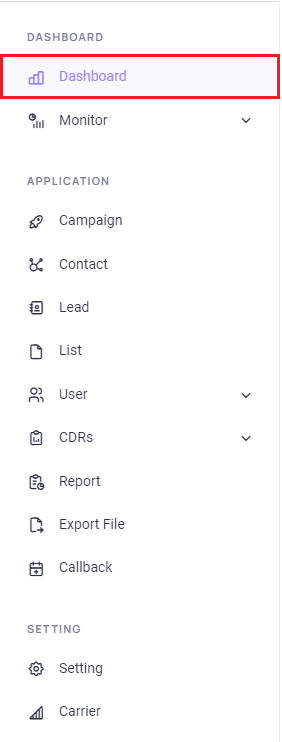 DASHBOARD
Dashboard
Monitor
APPLICATION
Campaign
Contact
Lead
List
User
CDRs
Report
Export File
Callback
SETTING
Setting
Carrier